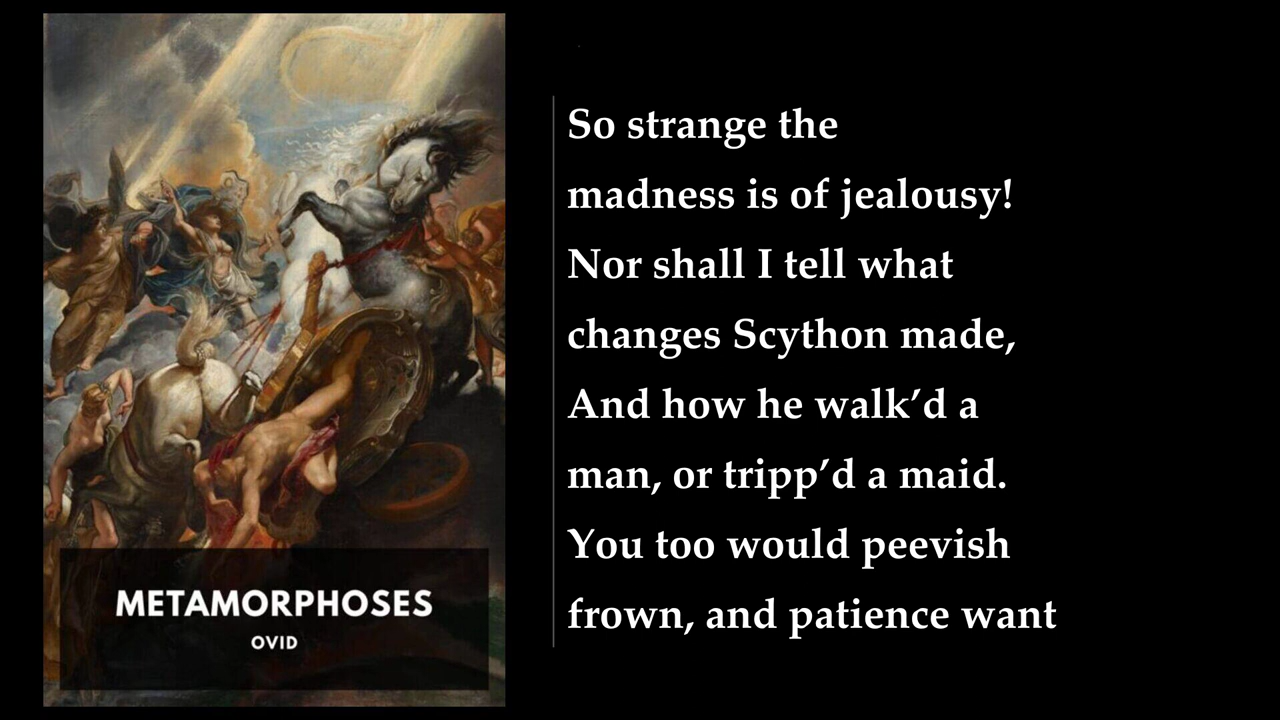 METAMORPHOSES
OVID
So strange the
madness is of jealousy!
Nor shall I tell what
changes Scython made,
And how he walk’d a
man, or tripp’d a maid.
You too would peevish
frown, and patience want